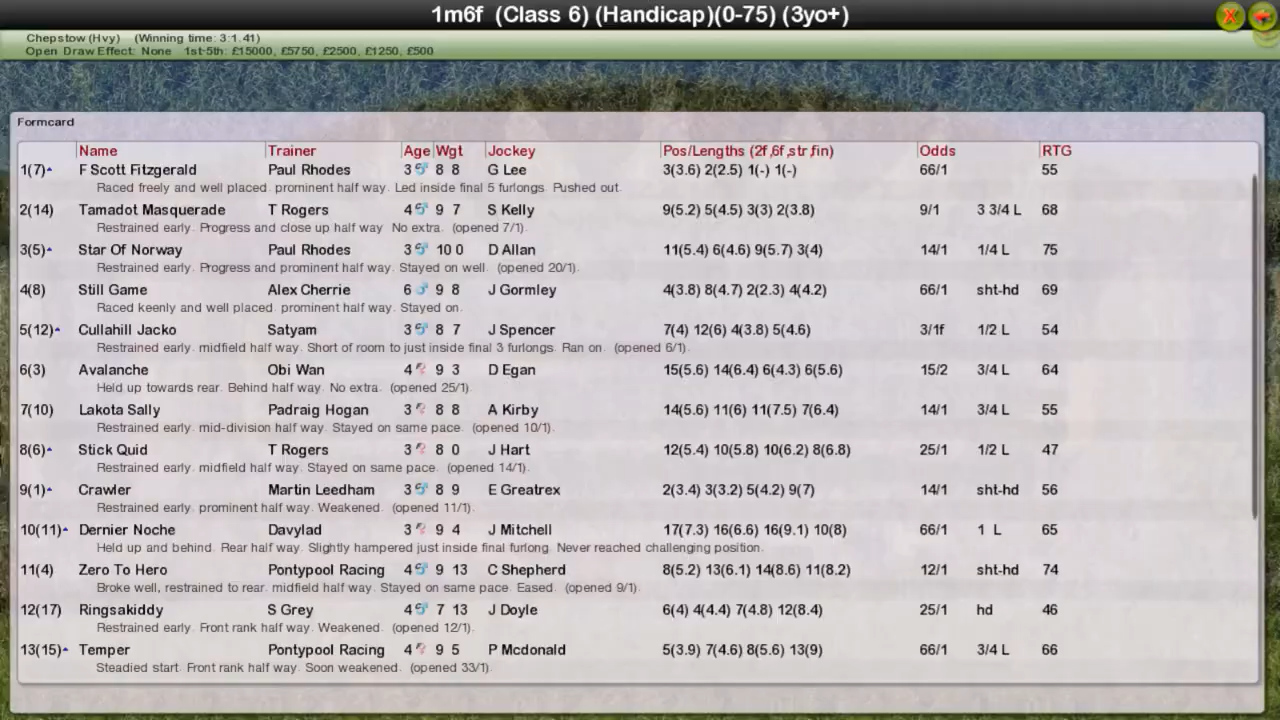 1m6f (Class 6) (Handicap)(0-75) (3yo+)
Chepstow (Hvy) (Winning time: 3:1.41)
Open Draw Effect: None 1st-5th: £15000, £5750, £2500, £1250, £500
Formcard
Name Trainer Age Wgt Jockey Pos/Lengths (2f,6f,str,fin) Odds RTG
1(7) F Scott Fitzgerald Paul Rhodes 3 8 8 G Lee 3(3.6) 2(2.5) 1(-) 1(-) 66/1 55
Raced freely and well placed. prominent half way. Led inside final 5 furlongs. Pushed out.
2(14) Tamadot Masquerade T Rogers 4 9 7 S Kelly 9(5.2) 5(4.5) 3(3) 2(3.8) 9/1 3 3/4 L 68
Restrained early. Progress and close up half way. No extra. (opened 7/1).
3(5) Star Of Norway Paul Rhodes 3 10 0 D Allan 11(5.4) 6(4.6) 9(5.7) 3(4) 14/1 1/4 L 75
Restrained early. Progress and prominent half way. Stayed on well. (opened 20/1).
4(8) Still Game Alex Cherrie 6 9 8 J Gormley 4(3.8) 8(4.7) 2(2.3) 4(4.2) 66/1 sht-hd 69
Raced keenly and well placed. prominent half way. Stayed on.
5(12) Cullahill Jacko Satyam 3 8 7 J Spencer 7(4) 12(6) 4(3.8) 5(4.6) 3/1f 1/2 L 54
Restrained early. midfield half way. Short of room to just inside final 3 furlongs. Ran on. (opened 6/1).
6(3) Avalanche Obi Wan 4 9 3 D Egan 15(5.6) 14(6.4) 6(4.3) 6(5.6) 15/2 3/4 L 64
Held up towards rear. Behind half way. No extra. (opened 25/1).
7(10) Lakota Sally Padraig Hogan 3 8 8 A Kirby 14(5.6) 11(6) 11(7.5) 7(6.4) 14/1 3/4 L 55
Restrained early. mid-division half way. Stayed on same pace. (opened 10/1).
8(6) Stick Quid T Rogers 3 8 0 J Hart 12(5.4) 10(5.8) 10(6.2) 8(6.8) 25/1 1/2 L 47
Restrained early. midfield half way. Stayed on same pace. (opened 14/1).
9(1) Crawler Martin Leedham 3 8 9 E Greatrex 2(3.4) 3(3.2) 5(4.2) 9(7) 14/1 sht-hd 56
Restrained early. prominent half way. Weakened. (opened 11/1).
10(11) Dernier Noche Davylad 3 9 4 J Mitchell 17(7.3) 16(6.6) 16(9.1) 10(8) 66/1 1 L 65
Held up and behind. Rear half way. Slightly hampered just inside final furlong. Never reached challenging position.
11(4) Zero To Hero Pontypool Racing 4 9 13 C Shepherd 8(5.2) 13(6.1) 14(8.6) 11(8.2) 12/1 sht-hd 74
Broke well, restrained to rear. midfield half way. Stayed on same pace. Eased. (opened 9/1).
12(17) Ringsakiddy S Grey 4 7 13 J Doyle 6(4) 4(4.4) 7(4.8) 12(8.4) 25/1 hd 46
Restrained early. Front rank half way. Weakened. (opened 12/1).
13(15) Temper Pontypool Racing 4 9 5 P Mcdonald 5(3.9) 7(4.6) 8(5.6) 13(9) 66/1 3/4 L 66
Steadied start. Front rank half way. Soon weakened. (opened 33/1).